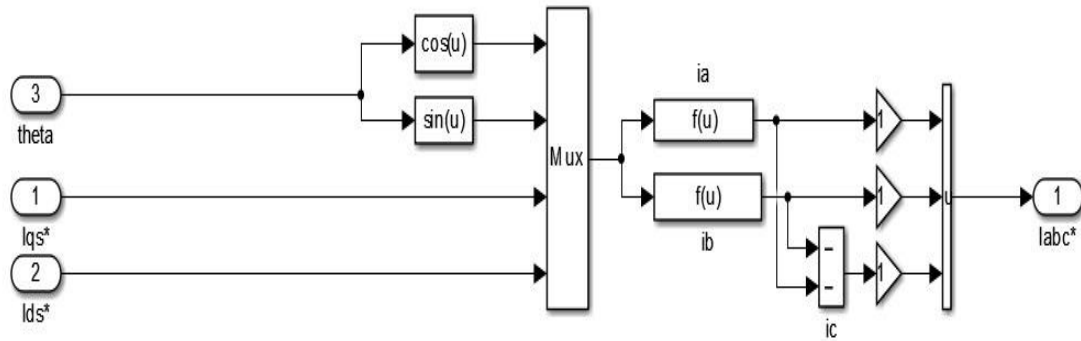 cos(u)
3
theta
sin(u)
1
Iqs*
2
Ids*
Mux
ia
f(u)
f(u)
ib
-
-
ic
1
1
1
1
Iabc*